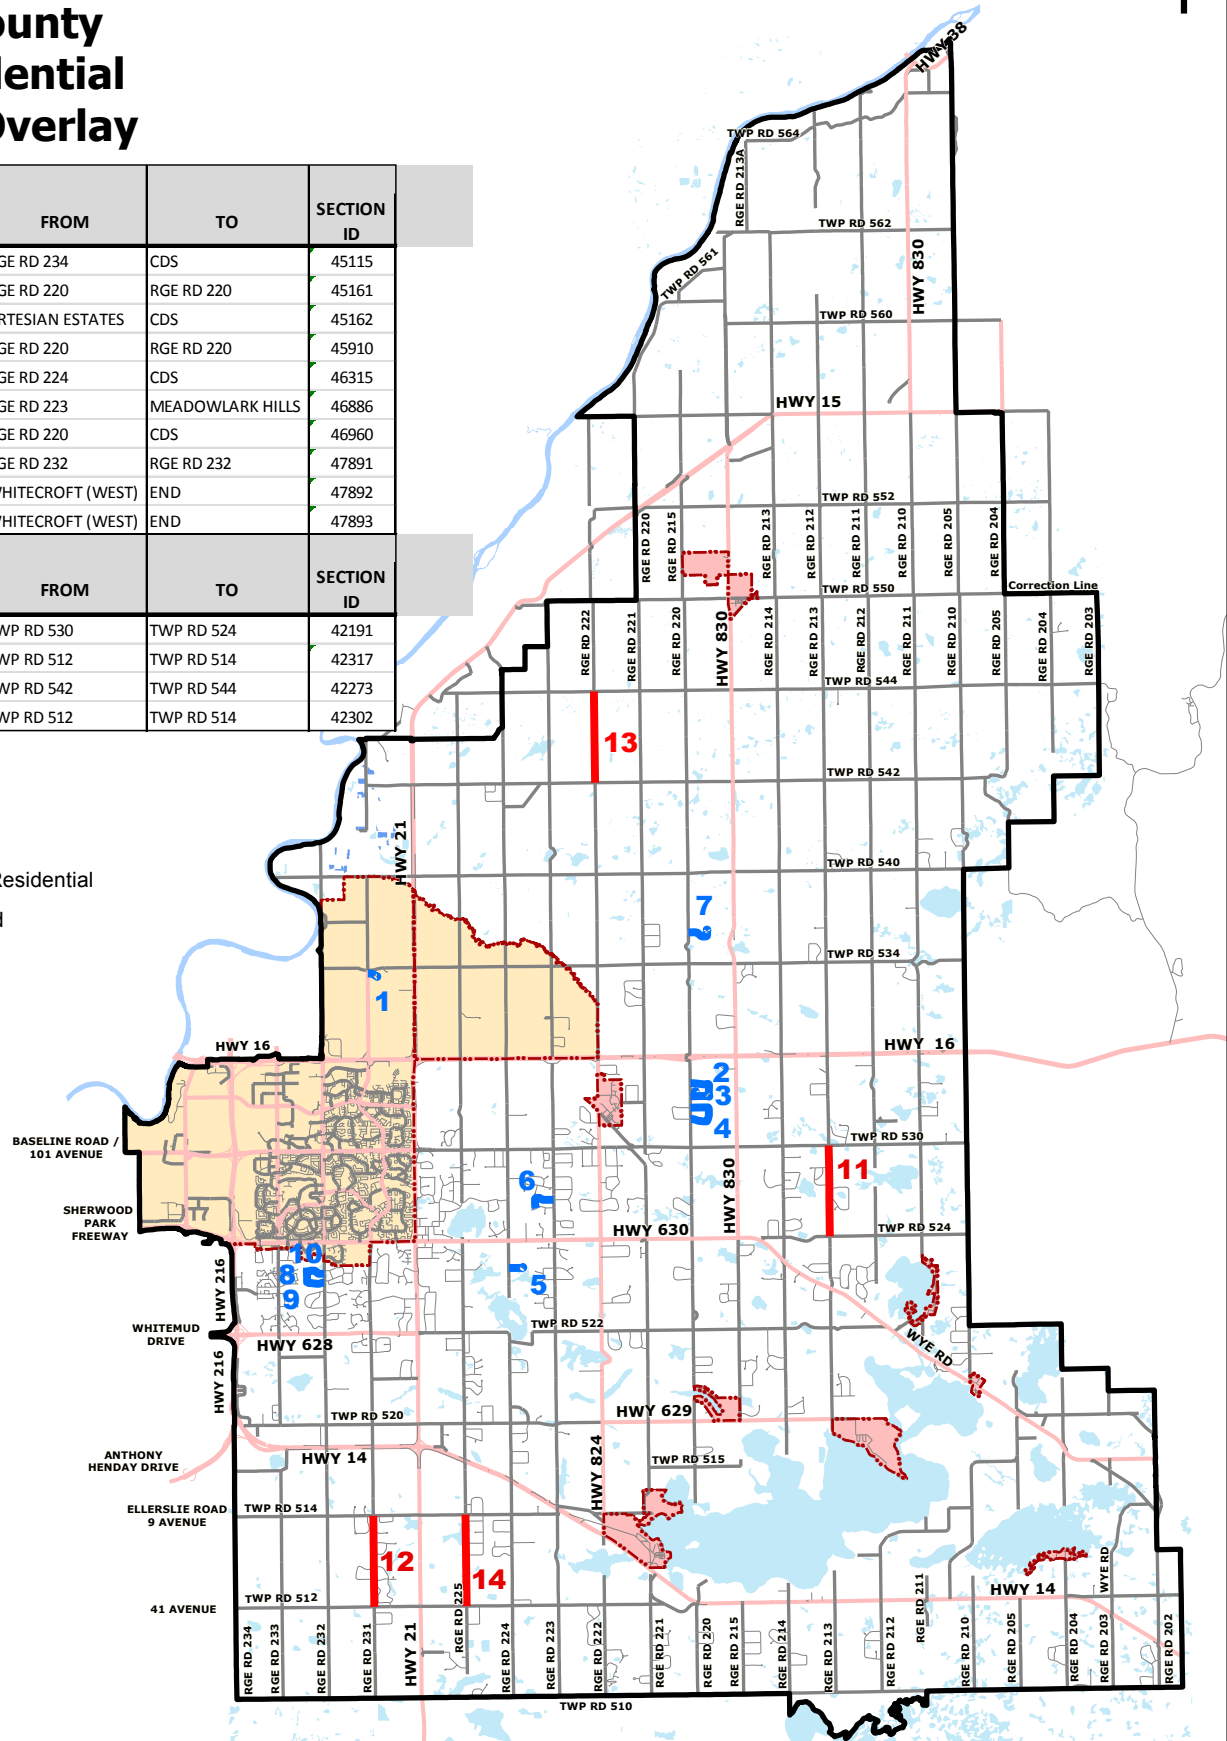 ounty
dential
Overlay
FROM TO SECTION ID
GE RD 234 CDS 45115
GE RD 220 RGE RD 220 45161
RTESIAN ESTATES CDS 45162
GE RD 220 RGE RD 220 45910
GE RD 224 CDS 46315
GE RD 223 MEADOWLARK HILLS 46886
GE RD 220 CDS 46960
GE RD 232 RGE RD 232 47891
WHITECROFT (WEST) END 47892
WHITECROFT (WEST) END 47893
FROM TO SECTION ID
WP RD 530 TWP RD 524 42191
WP RD 512 TWP RD 514 42317
WP RD 542 TWP RD 544 42273
WP RD 512 TWP RD 514 42302
Residential
d
HWY 38
TWP RD 564
RGE RD 213A
TWP RD 562
TWP RD 561
HWY 830
TWP RD 560
HWY 15
TWP RD 552
RGE RD 220
RGE RD 215
RGE RD 213
RGE RD 212
RGE RD 211
RGE RD 210
RGE RD 205
RGE RD 204
Correction Line
TWP RD 550
RGE RD 222
RGE RD 221
RGE RD 220
HWY 830
RGE RD 214
RGE RD 213
RGE RD 212
RGE RD 211
RGE RD 210
RGE RD 205
RGE RD 204
RGE RD 203
TWP RD 544
13
TWP RD 542
HWY 21
TWP RD 540
7
TWP RD 534
1
HWY 16
HWY 16
2
3
4
BASELINE ROAD /
101 AVENUE
TWP RD 530
11
6
HWY 830
SHERWOOD
PARK
FREEWAY
HWY 630
TWP RD 524
10
8
9
5
HWY 216
WHITEMUD
DRIVE
TWP RD 522
HWY 628
WYE RD
HWY 216
TWP RD 520
HWY 629
ANTHONY
HENDAY DRIVE
HWY 14
HWY 824
TWP RD 515
ELLERSLIE ROAD
9 AVENUE
TWP RD 514
12
14
WYE RD
HWY 14
41 AVENUE
TWP RD 512
RGE RD 234
RGE RD 233
RGE RD 232
RGE RD 231
HWY 21
RGE RD 225
RGE RD 224
RGE RD 223
RGE RD 222
RGE RD 221
RGE RD 220
RGE RD 215
RGE RD 214
RGE RD 213
RGE RD 212
RGE RD 211
RGE RD 210
RGE RD 205
RGE RD 204
RGE RD 203
RGE RD 202
TWP RD 510